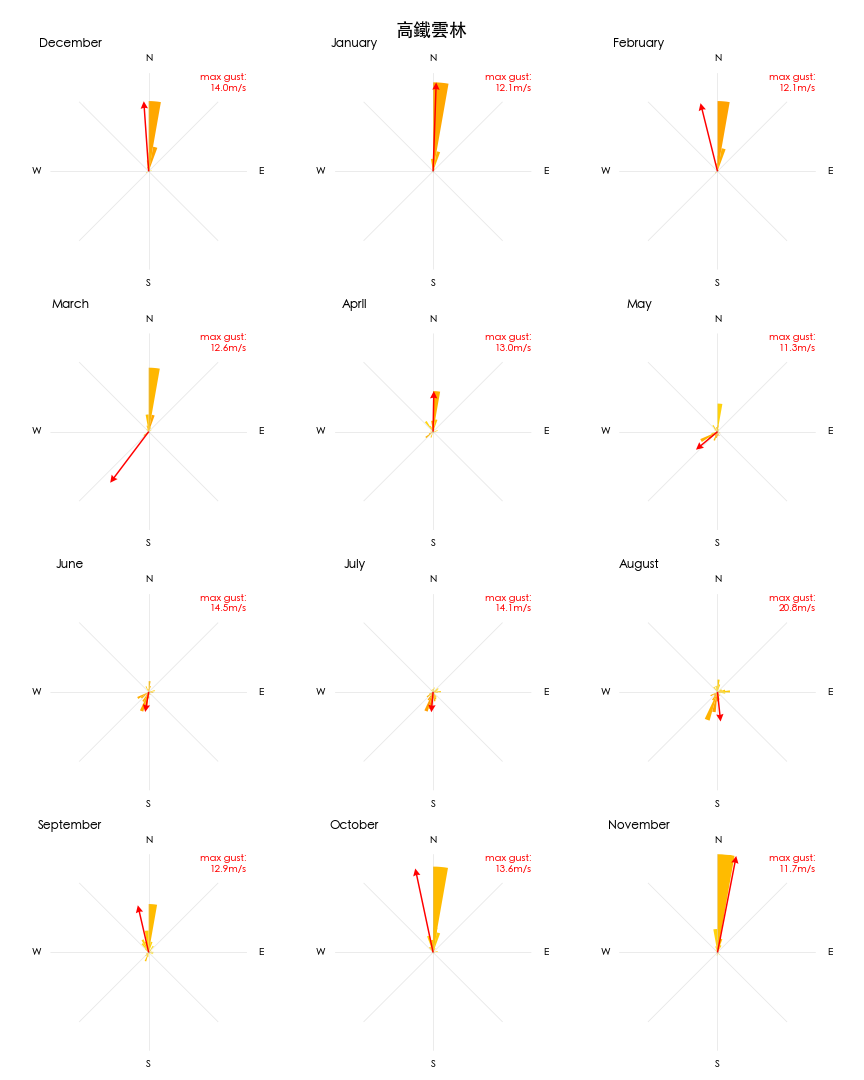 高鐵雲林
December
N
max gust:
14.0m/s
W
E
S
January
N
max gust:
12.1m/s
W
E
S
February
N
max gust:
12.1m/s
W
E
S
March
N
max gust:
12.6m/s
W
E
S
April
N
max gust:
13.0m/s
W
E
S
May
N
max gust:
11.3m/s
W
E
S
June
N
max gust:
14.5m/s
W
E
S
July
N
max gust:
14.1m/s
W
E
S
August
N
max gust:
20.8m/s
W
E
S
September
N
max gust:
12.9m/s
W
E
S
October
N
max gust:
13.6m/s
W
E
S
November
N
max gust:
11.7m/s
W
E
S